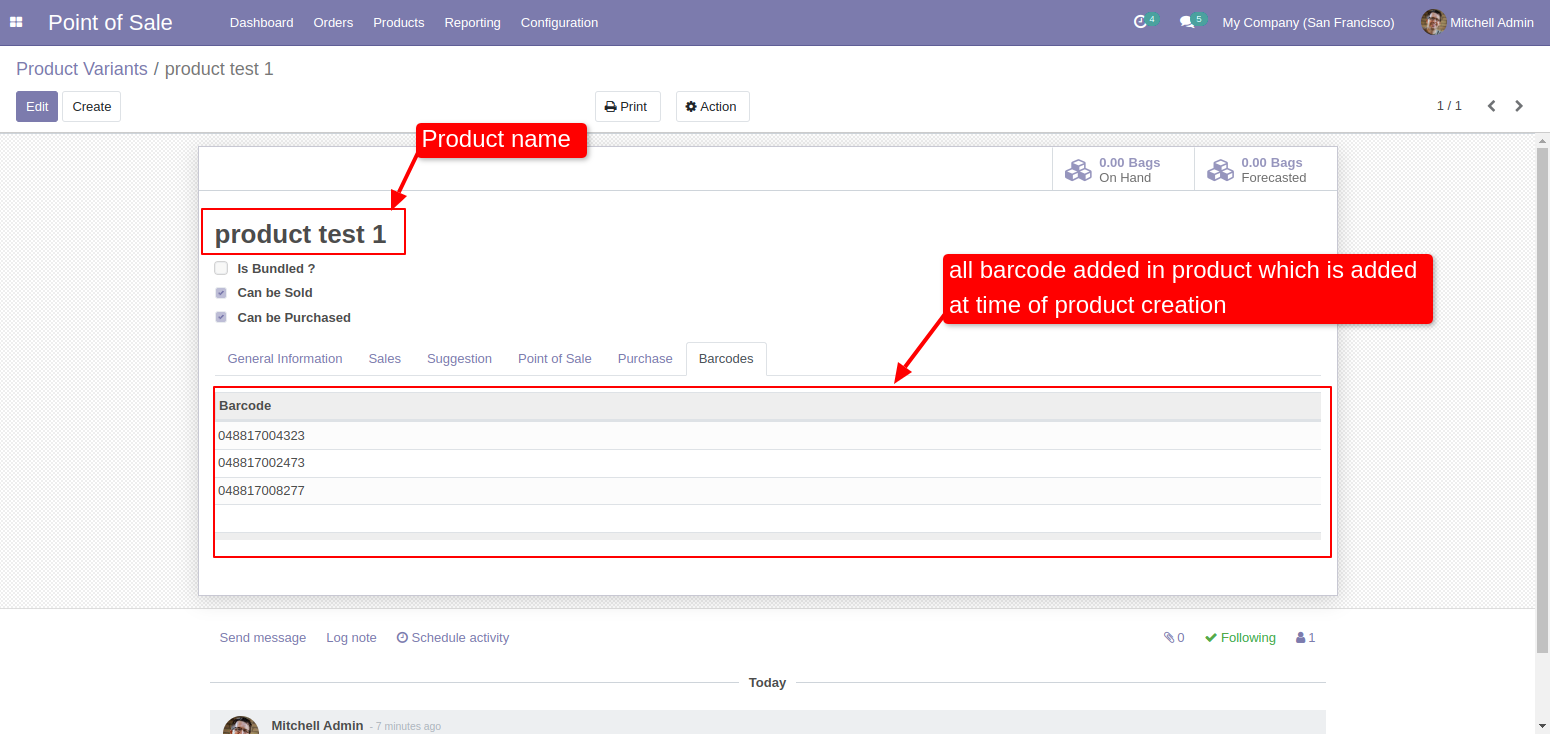 Point of Sale Dashboard Orders Products Reporting Configuration 4 5 My Company (San Francisco) Mitchell Admin
Product Variants / product test 1
Edit Create Print Action 1 / 1
Product name
0.00 Bags
On Hand
0.00 Bags
Forecasted
product test 1
Is Bundled ?
Can be Sold
Can be Purchased
all barcode added in product which is added
at time of product creation
General Information Sales Suggestion Point of Sale Purchase Barcodes
Barcode
048817004323
048817002473
048817008277
Send message Log note Schedule activity 0 Following 1
Today
Mitchell Admin - 7 minutes ago